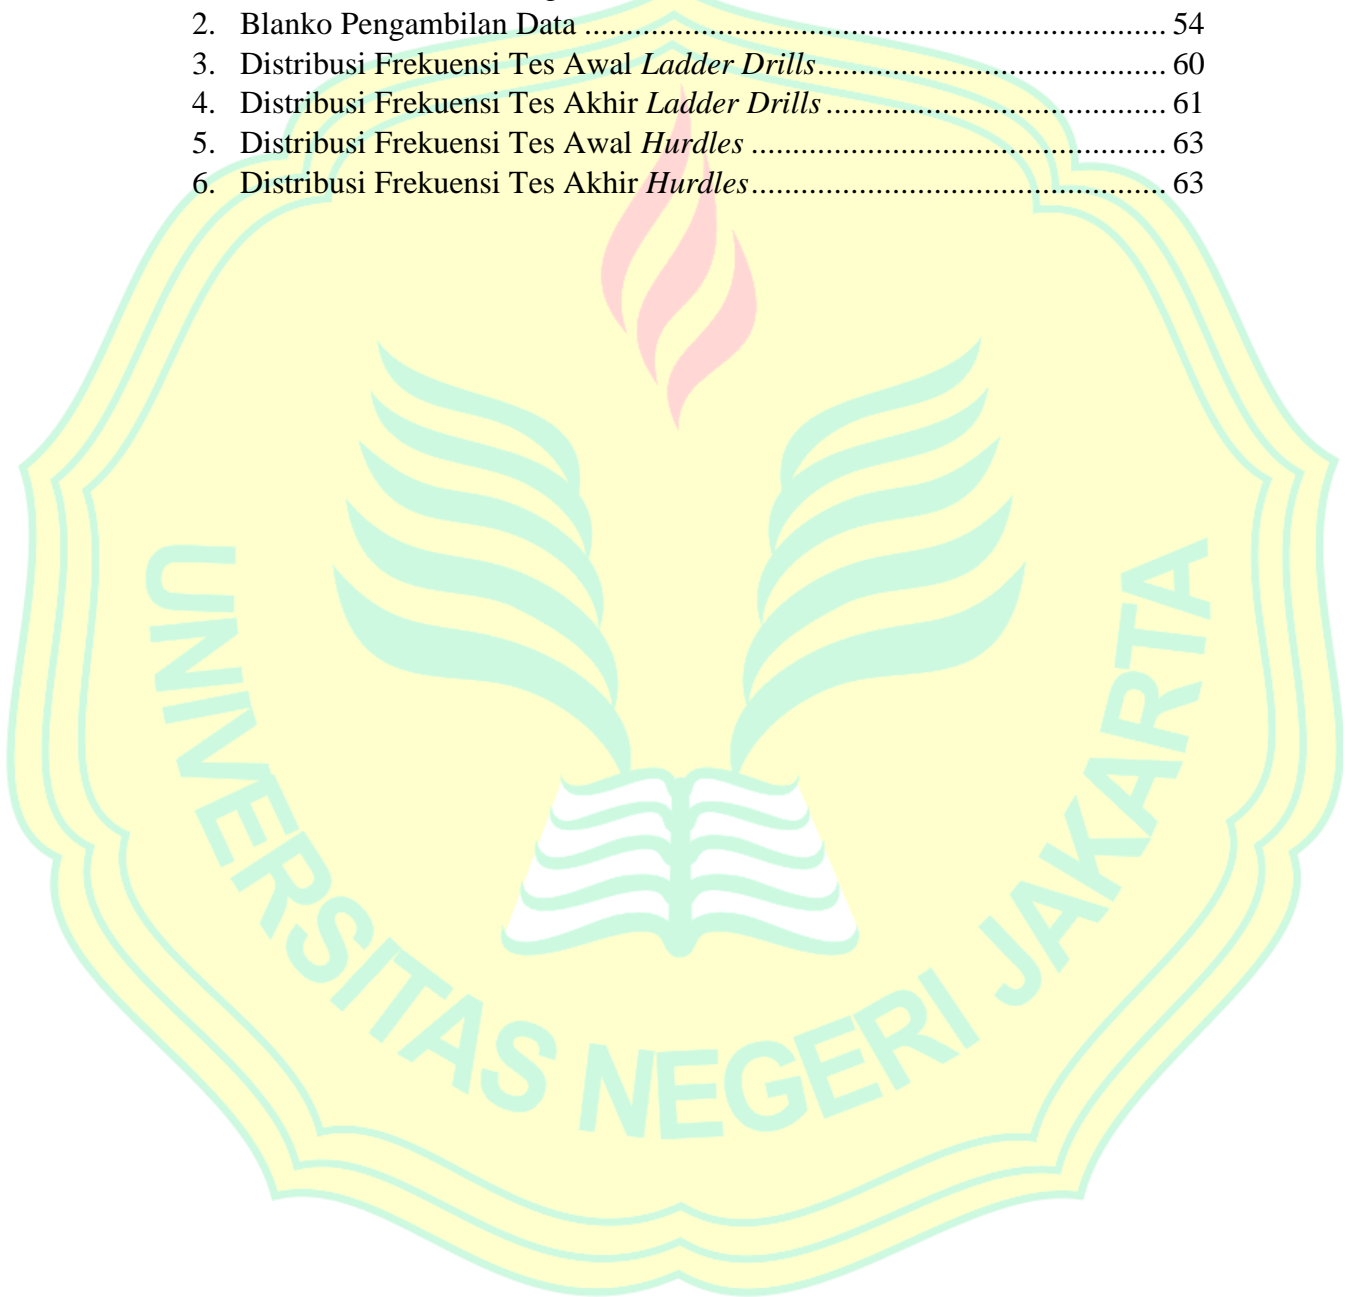 2. Blanko Pengambilan Data ........................................................................ 54
3. Distribusi Frekuensi Tes Awal Ladder Drills........................................... 60
4. Distribusi Frekuensi Tes Akhir Ladder Drills .......................................... 61
5. Distribusi Frekuensi Tes Awal Hurdles ................................................... 63
6. Distribusi Frekuensi Tes Akhir Hurdles................................................... 63
UNIVERSITAS NEGERI JAKARTA